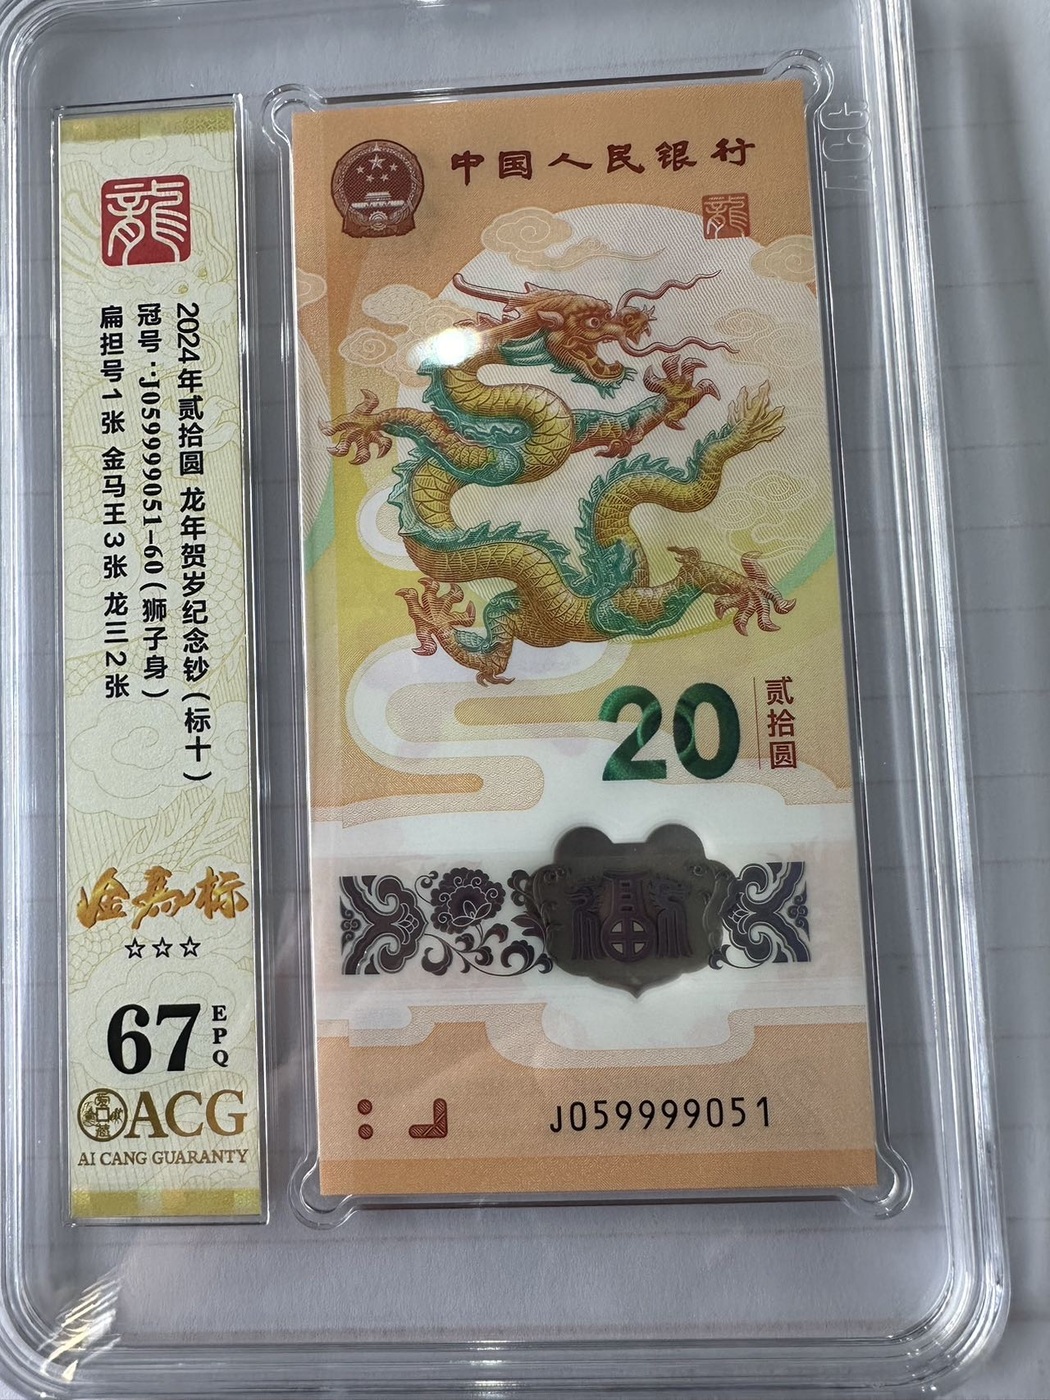 龍
2024年贰拾圆 龙年贺岁纪念钞(标十)
冠号:J059999051-60(狮子身)
扁担号1张 金马王3张 龙三2张
金马标
67
EPQ
ACG
AI CANG GUARANTY
中国人民银行
龍
20
贰拾圆
J059999051
ACG